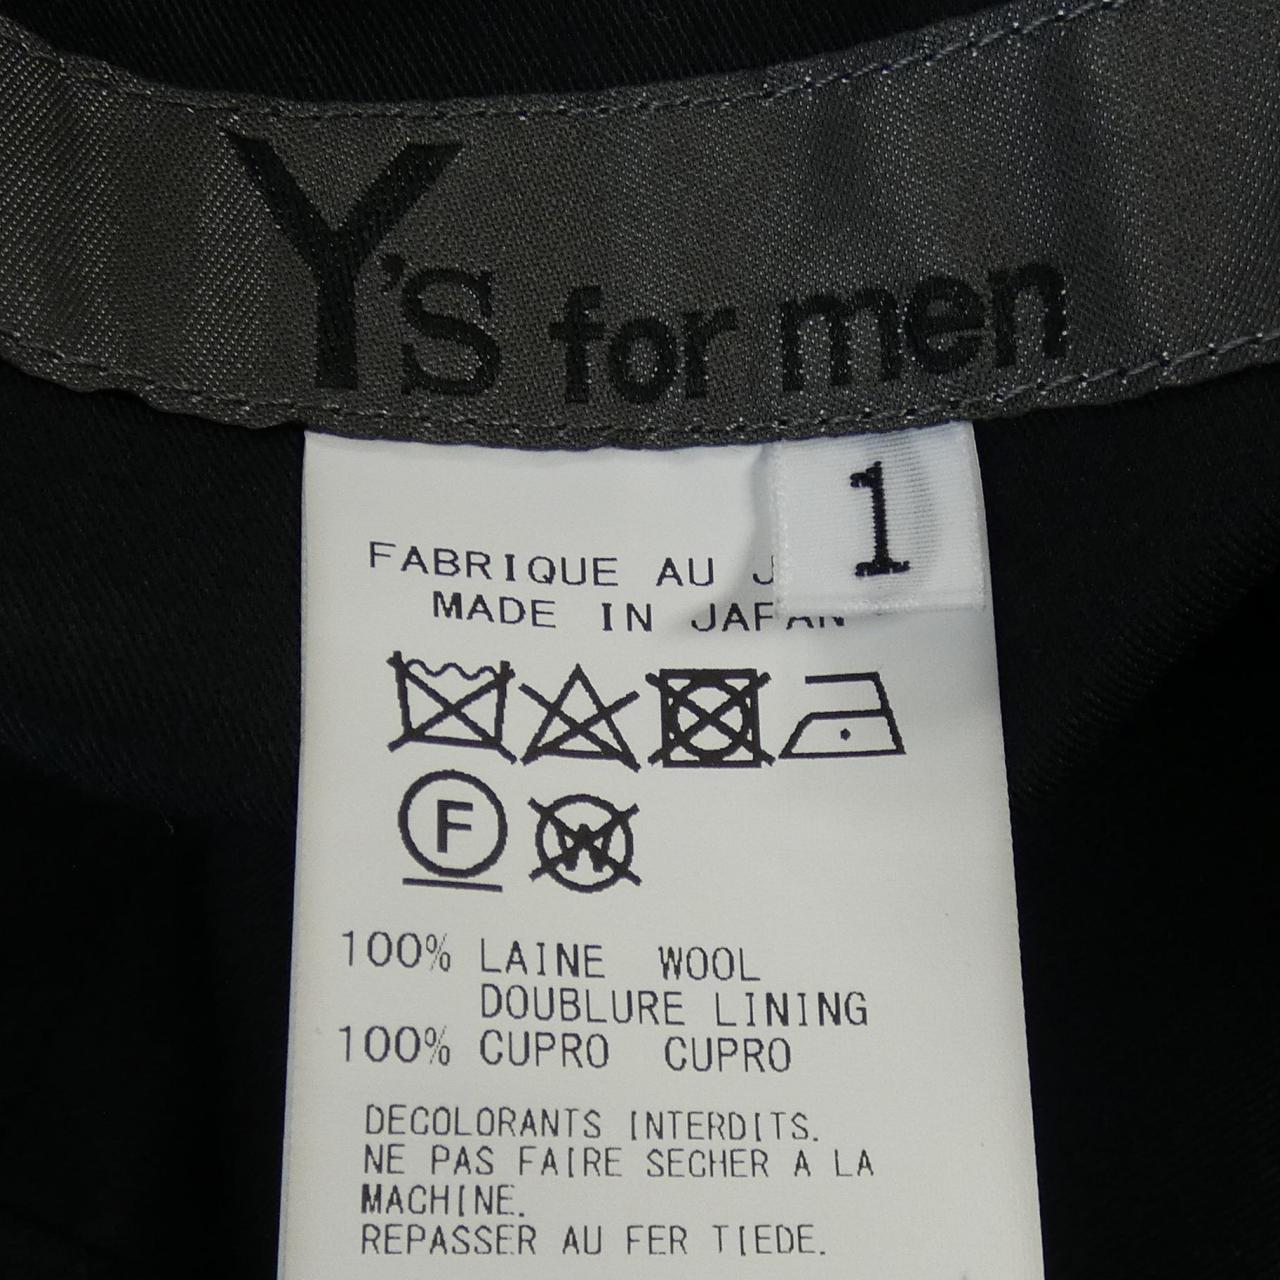 Y's for men
1
FABRIQUE AU
MADE IN JAPAN
F
W
100% LAINE WOOL
DOUBLURE LINING
100% CUPRO CUPRO
DECOLORANTS INTERDITS.
NE PAS FAIRE SECHER A LA
MACHINE.
REPASSER AU FER TIEDE.